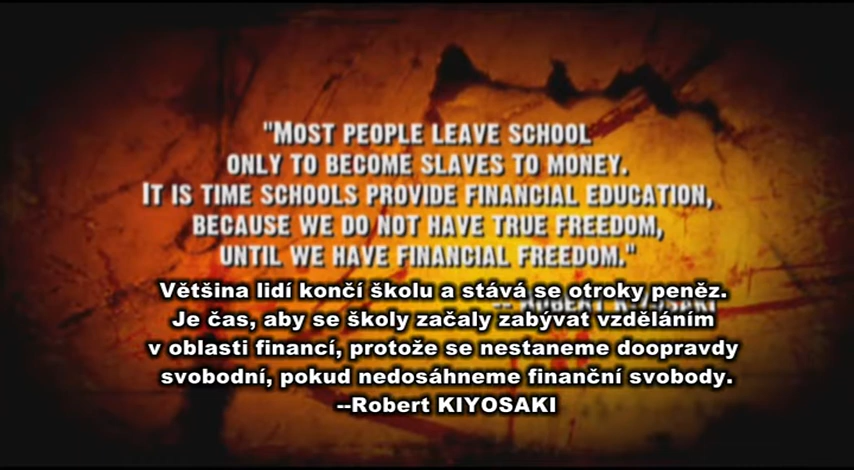 "MOST PEOPLE LEAVE SCHOOL
ONLY TO BECOME SLAVES TO MONEY.
IT IS TIME SCHOOLS PROVIDE FINANCIAL EDUCATION,
BECAUSE WE DO NOT HAVE TRUE FREEDOM,
UNTIL WE HAVE FINANCIAL FREEDOM."
-- ROBERT KIYOSAKI
Většina lidí končí školu a stává se otroky peněz.
Je čas, aby se školy začaly zabývat vzděláním
v oblasti financí, protože se nestaneme doopravdy
svobodní, pokud nedosáhneme finanční svobody.
--Robert KIYOSAKI